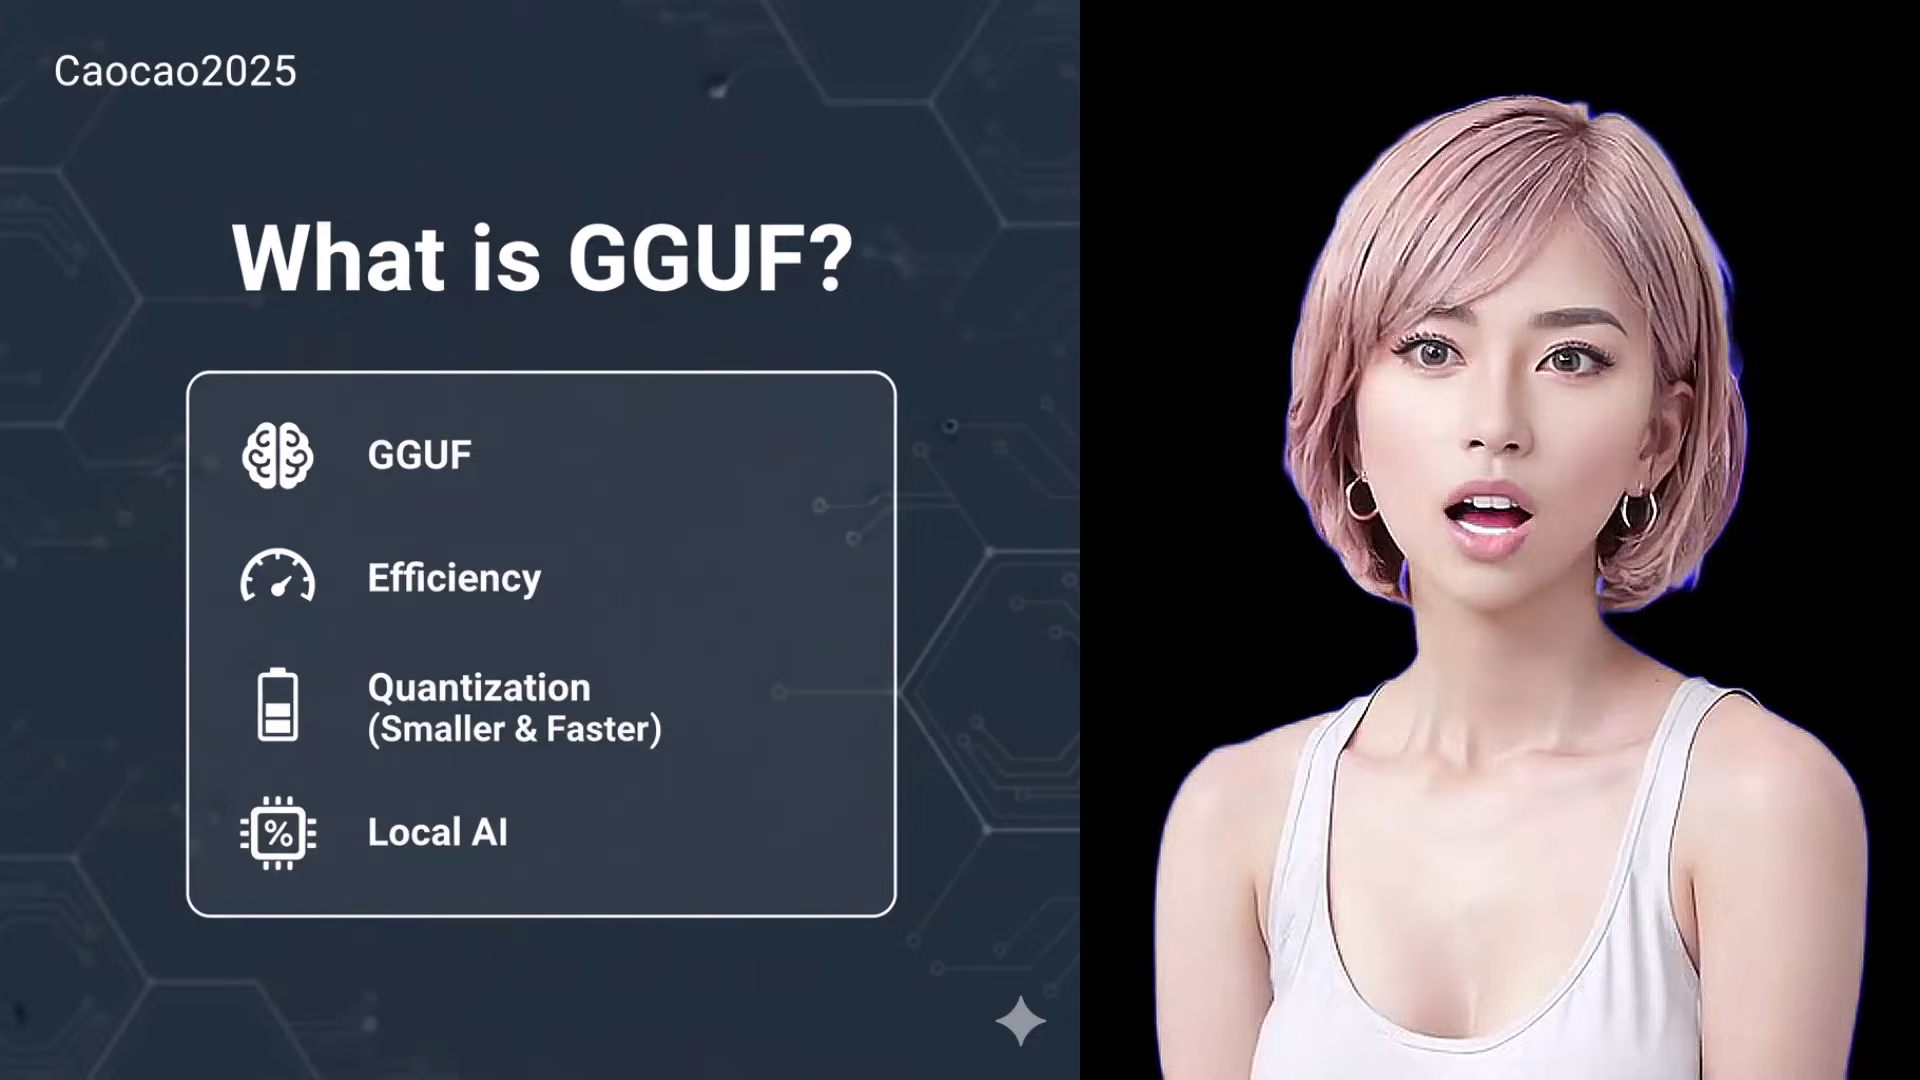 Caocao2025
What is GGUF?
GGUF
Efficiency
Quantization
(Smaller & Faster)
%
Local AI